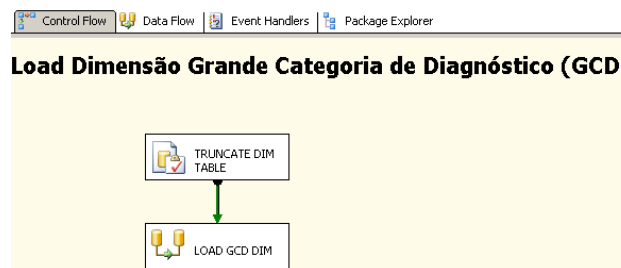 Control Flow Data Flow Event Handlers Package Explorer
Load Dimensão Grande Categoria de Diagnóstico (GCD
TRUNCATE DIM
TABLE
LOAD GCD DIM